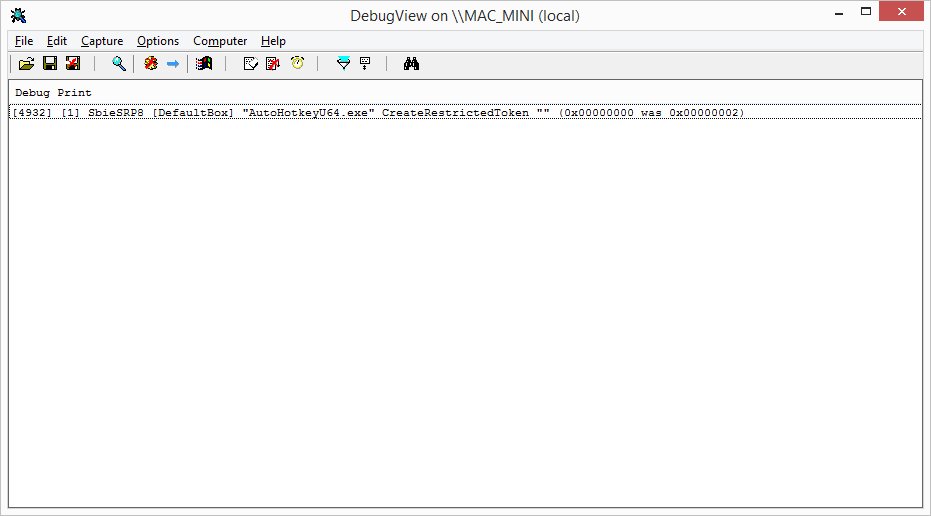 DebugView on \\MAC_MINI (local)
File Edit Capture Options Computer Help
Debug Print
[4932] [1] SbieSRP8 [DefaultBox] "AutoHotkeyU64.exe" CreateRestrictedToken "" (0x00000000 was 0x00000002)